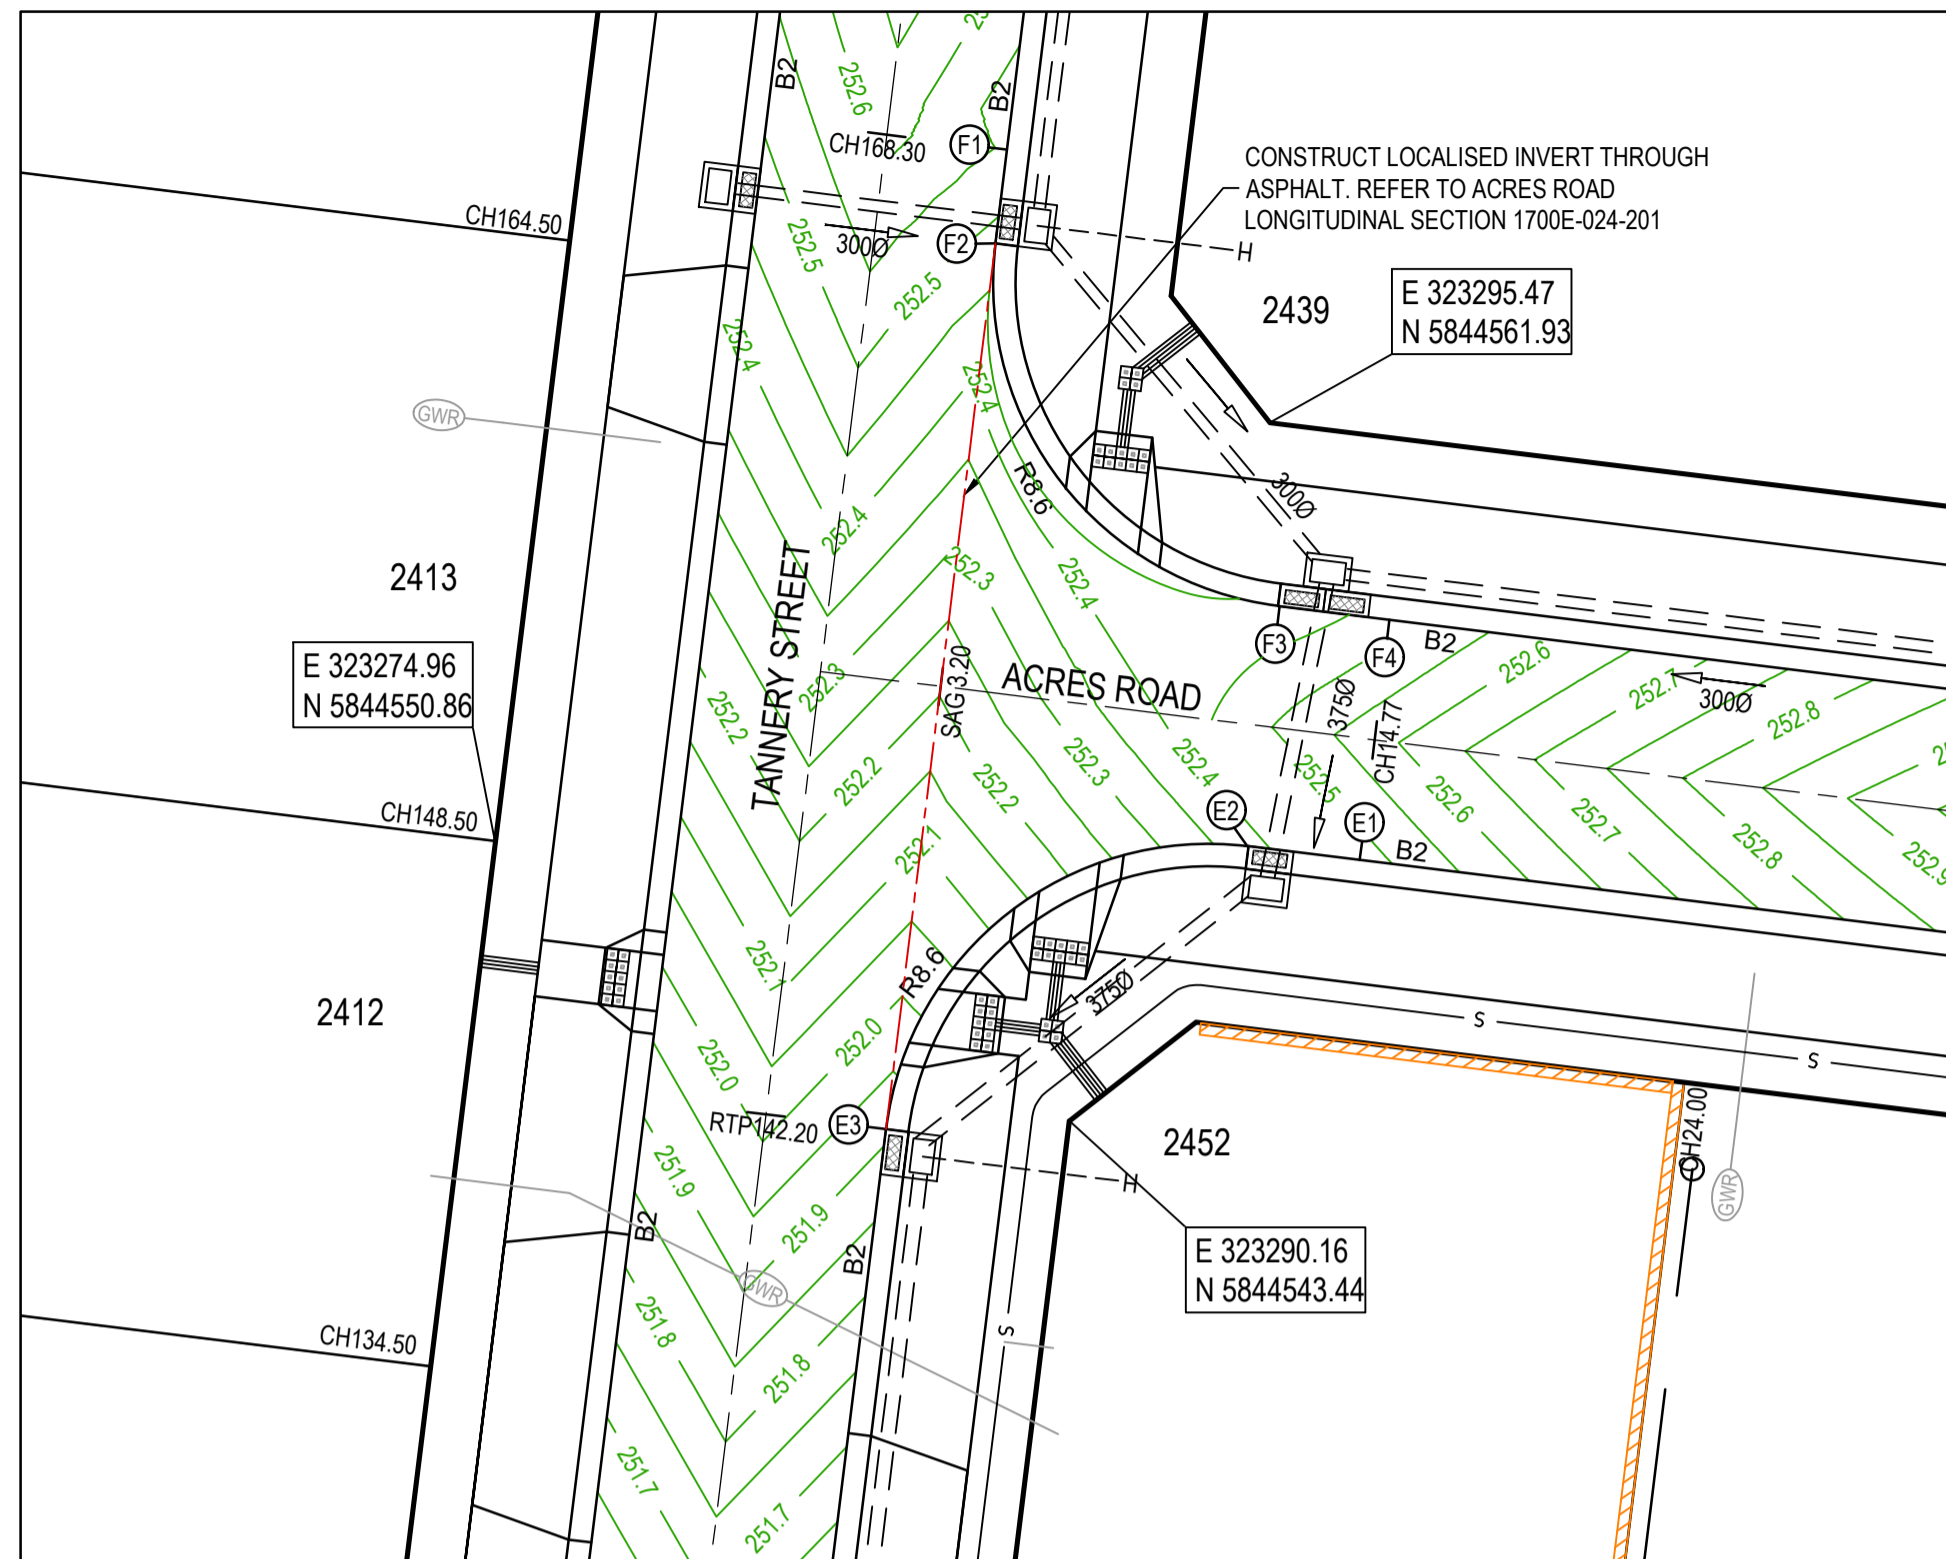 252.6
B2
B2
CH168.30
F1
CONSTRUCT LOCALISED INVERT THROUGH
ASPHALT. REFER TO ACRES ROAD
LONGITUDINAL SECTION 1700E-024-201
CH164.50
252.5
300Ø
F2
H
252.5
2439
E 323295.47
N 5844561.93
252.4
252.4
GWR
R8.6
300Ø
252.4
2413
252.3
252.4
F3
F4
B2
252.6
E 323274.96
N 5844550.86
TANNERY STREET
252.3
SAG 3.20
ACRES ROAD
375Ø
CH14.77
252.7
300Ø
252.8
252.2
252.2
252.2
252.3
252.4
252.5
252.6
252.7
252.8
252.9
CH148.50
252.1
E2
E1
B2
252.1
R8.6
375Ø
2412
252.0
252.0
S
S
RTP142.20
E3
2452
CH24.00
GWR
251.9
251.9
H
B2
B2
GWR
E 323290.16
N 5844543.44
251.8
251.8
S
CH134.50
251.7
251.7